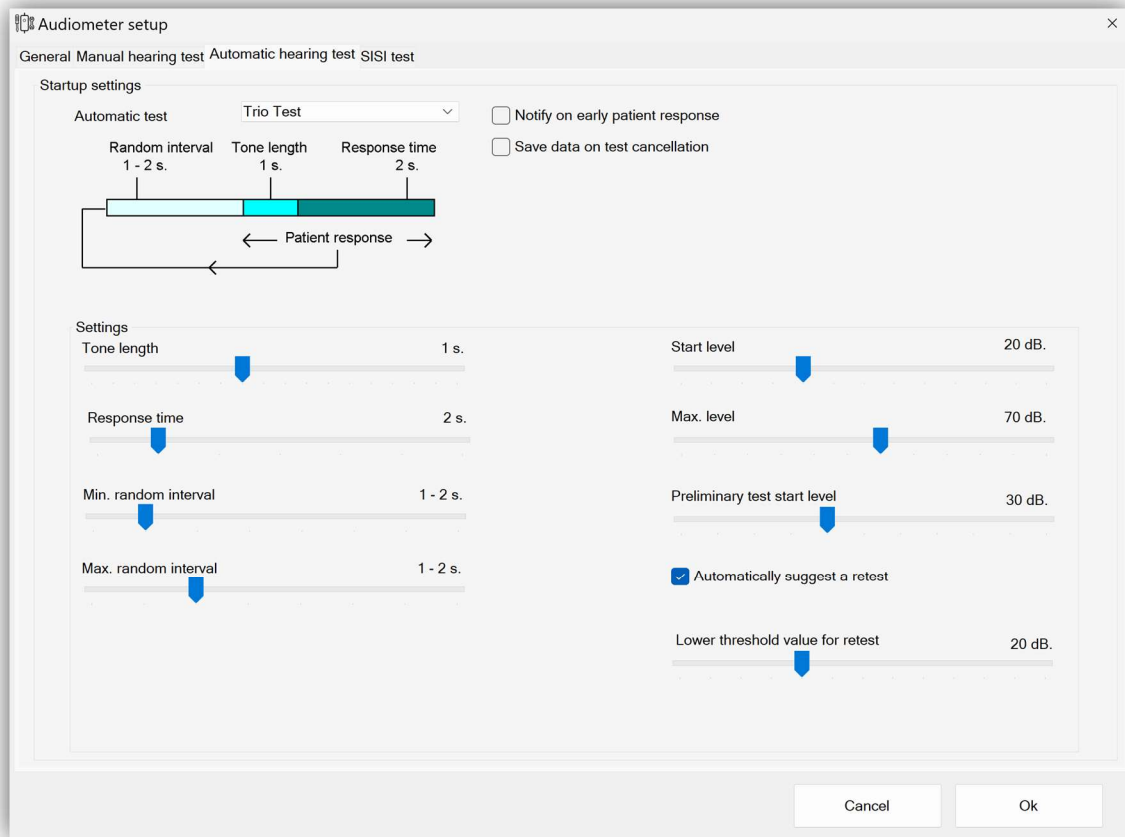 Audiometer setup
General Manual hearing test Automatic hearing test SISI test
Startup settings
Automatic test Trio Test
Notify on early patient response
Save data on test cancellation
Random interval Tone length Response time
1 - 2 s. 1 s. 2 s.
Patient response
Settings
Tone length 1 s.
Response time 2 s.
Min. random interval 1 - 2 s.
Max. random interval 1 - 2 s.
Start level 20 dB.
Max. level 70 dB.
Preliminary test start level 30 dB.
Automatically suggest a retest
Lower threshold value for retest 20 dB.
Cancel Ok